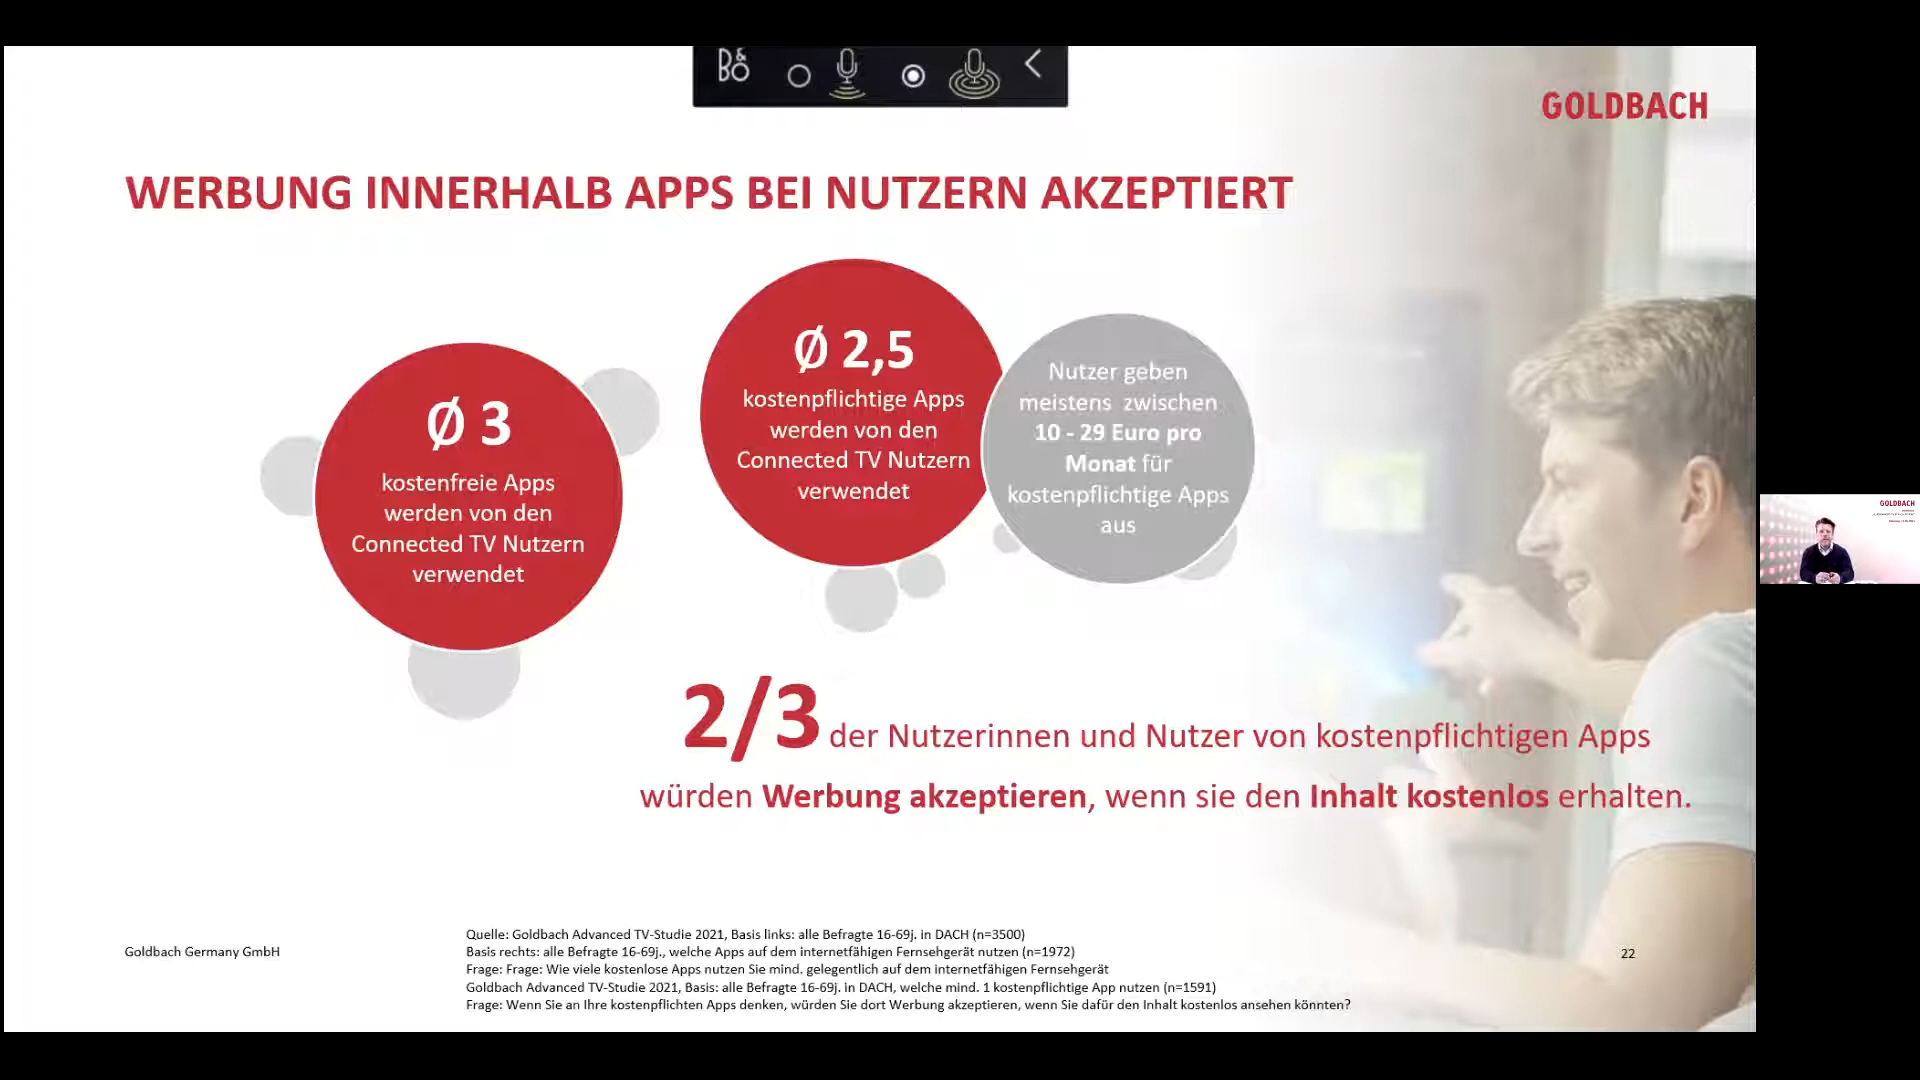 B&O
GOLDBACH
WERBUNG INNERHALB APPS BEI NUTZERN AKZEPTIERT
Ø 3
kostenfreie Apps
werden von den
Connected TV Nutzern
verwendet
Ø 2,5
kostenpflichtige Apps
werden von den
Connected TV Nutzern
verwendet
Nutzer geben
meistens zwischen
10 - 29 Euro pro
Monat für
kostenpflichtige Apps
aus
2/3 der Nutzerinnen und Nutzer von kostenpflichtigen Apps
würden Werbung akzeptieren, wenn sie den Inhalt kostenlos erhalten.
GOLDBACH
Goldbach Germany GmbH
Quelle: Goldbach Advanced TV-Studie 2021, Basis links: alle Befragte 16-69j. in DACH (n=3500)
Basis rechts: alle Befragte 16-69j., welche Apps auf dem internetfähigen Fernsehgerät nutzen (n=1972)
Frage: Frage: Wie viele kostenlose Apps nutzen Sie mind. gelegentlich auf dem internetfähigen Fernsehgerät
Goldbach Advanced TV-Studie 2021, Basis: alle Befragte 16-69j. in DACH, welche mind. 1 kostenpflichtige App nutzen (n=1591)
Frage: Wenn Sie an Ihre kostenpflichten Apps denken, würden Sie dort Werbung akzeptieren, wenn Sie dafür den Inhalt kostenlos ansehen könnten?
22